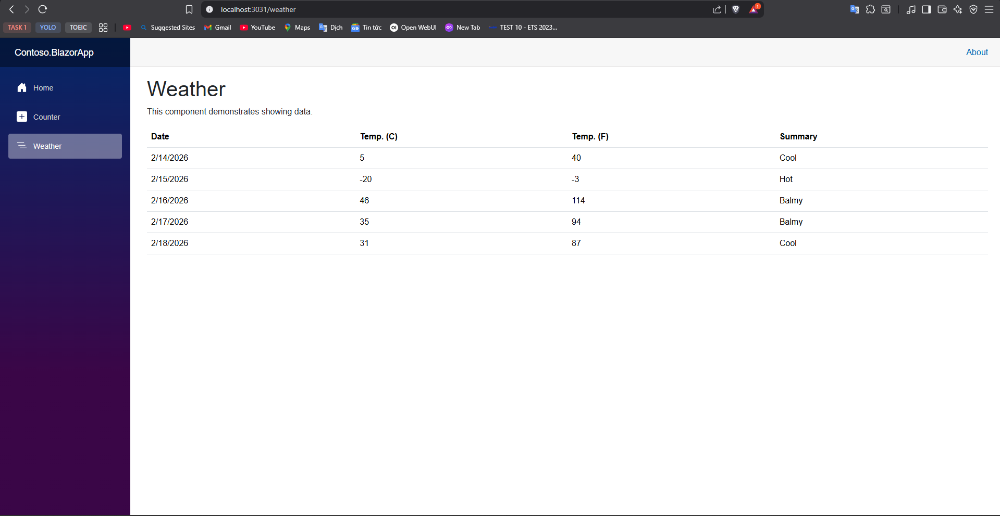 localhost:3031/weather
1
TASK 1 YOLO TOEIC Suggested Sites Gmail YouTube Maps Dịch Tin tức OI Open WebUI New Tab TEST 10 - ETS 2023...
Contoso.BlazorApp
About
Home
Counter
Weather
Weather
This component demonstrates showing data.
Date Temp. (C) Temp. (F) Summary
2/14/2026 5 40 Cool
2/15/2026 -20 -3 Hot
2/16/2026 46 114 Balmy
2/17/2026 35 94 Balmy
2/18/2026 31 87 Cool